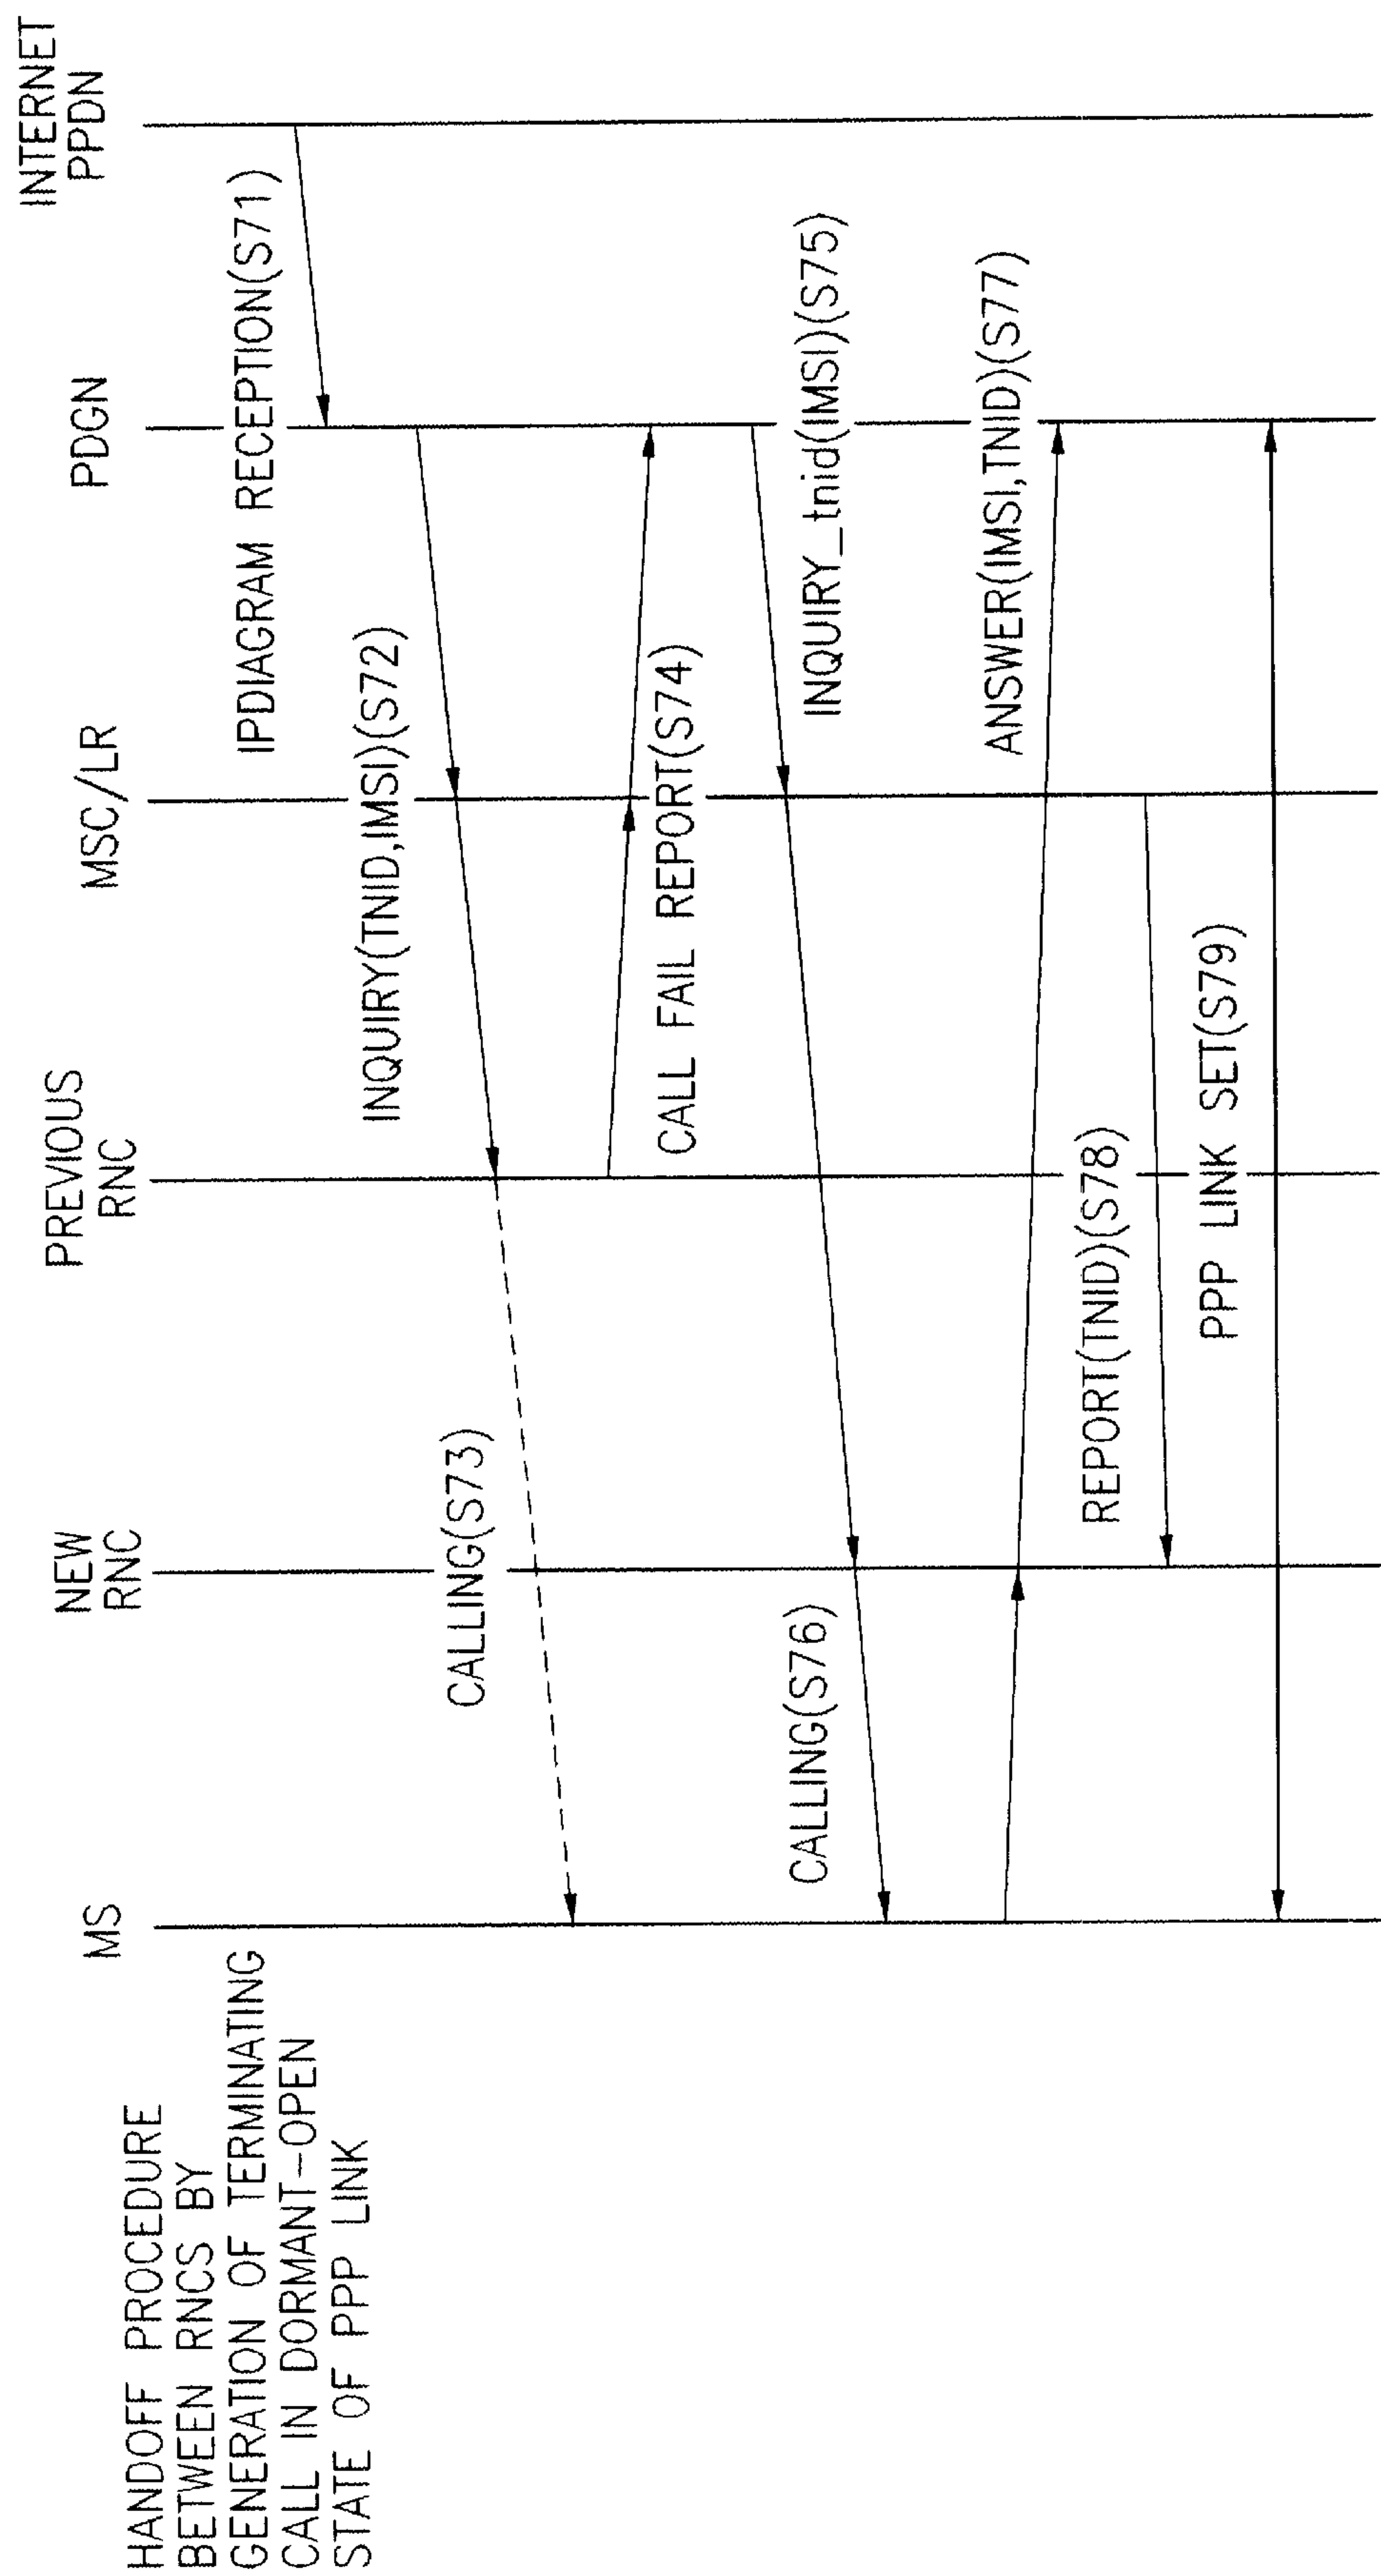 HANDOFF PROCEDURE
BETWEEN RNCS BY
GENERATION OF TERMINATING
CALL IN DORMANT-OPEN
STATE OF PPP LINK
MS
NEW
RNC
PREVIOUS
RNC
MSC/LR
PDGN
INTERNET
PPDN
IPDIAGRAM RECEPTION(S71)
INQUIRY(TNID,IMSI)(S72)
CALLING(S73)
CALL FAIL REPORT(S74)
INQUIRY_tnid(IMSI)(S75)
CALLING(S76)
ANSWER(IMSI,TNID)(S77)
REPORT(TNID)(S78)
PPP LINK SET(S79)